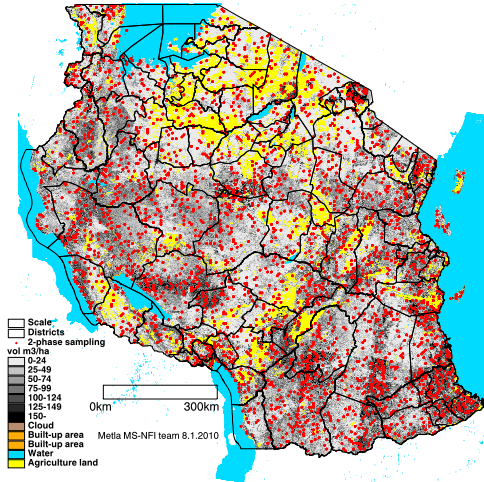 Scale
Districts
2-phase sampling
vol m3/ha
0-24
25-49
50-74
75-99
100-124
125-149
150-
Cloud
Built-up area
Built-up area
Water
Agriculture land
0km 300km
Metla MS-NFI team 8.1.2010